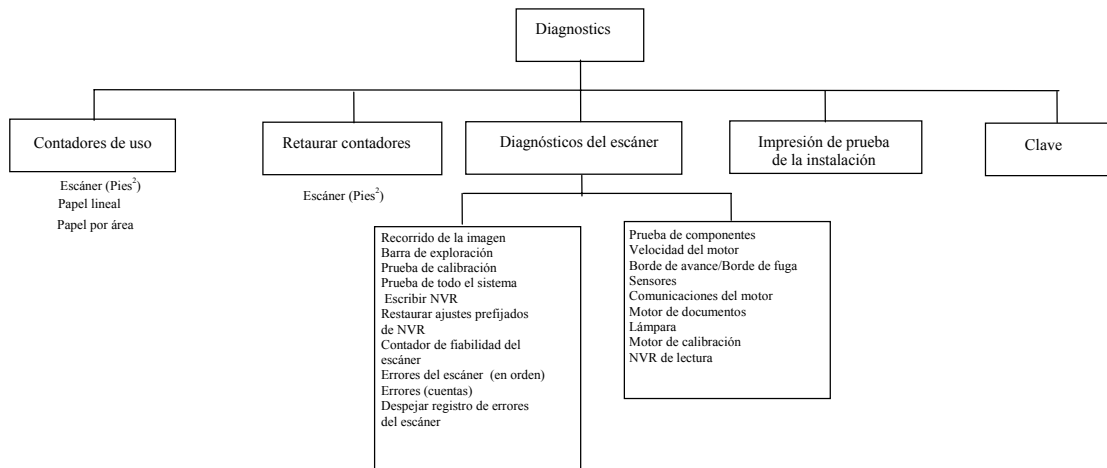 Diagnostics
Contadores de uso
Escáner (Pies²)
Papel lineal
Papel por área
Retaurar contadores
Escáner (Pies²)
Diagnósticos del escáner
Recorrido de la imagen
Barra de exploración
Prueba de calibración
Prueba de todo el sistema
Escribir NVR
Restaurar ajustes prefijados
de NVR
Contador de fiabilidad del
escáner
Errores del escáner (en orden)
Errores (cuentas)
Despejar registro de errores
del escáner
Prueba de componentes
Velocidad del motor
Borde de avance/Borde de fuga
Sensores
Comunicaciones del motor
Motor de documentos
Lámpara
Motor de calibración
NVR de lectura
Impresión de prueba
de la instalación
Clave